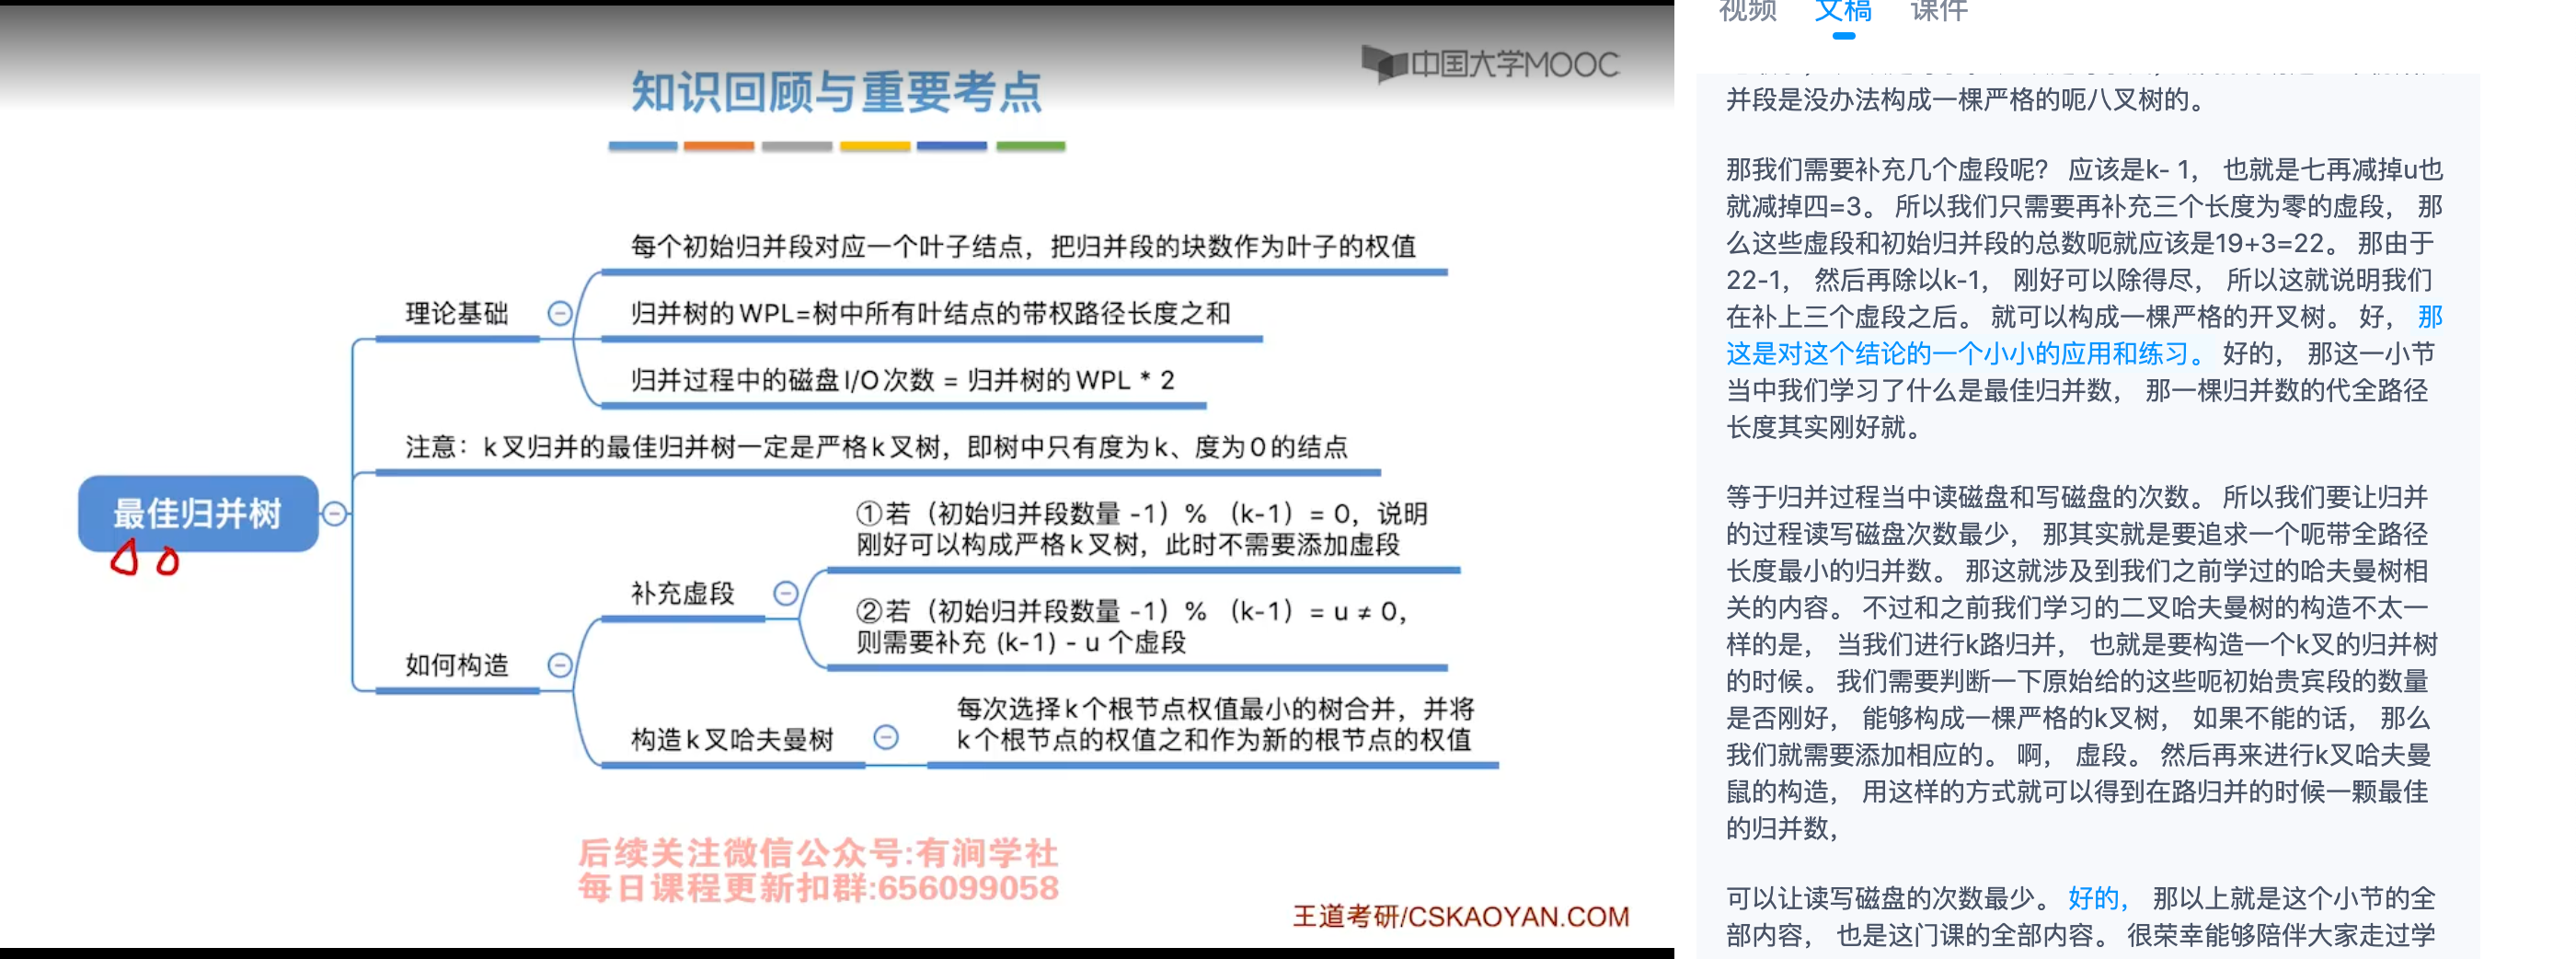 中国大学MOOC
知识回顾与重要考点
每个初始归并段对应一个叶子结点，把归并段的块数作为叶子的权值
理论基础
归并树的WPL=树中所有叶结点的带权路径长度之和
归并过程中的磁盘I/O次数 = 归并树的WPL * 2
注意：k叉归并的最佳归并树一定是严格k叉树，即树中只有度为k、度为0的结点
最佳归并树
①若（初始归并段数量 -1）% （k-1）= 0，说明
刚好可以构成严格k叉树，此时不需要添加虚段
补充虚段
②若（初始归并段数量 -1）% （k-1）= u ≠ 0，
则需要补充 (k-1) - u 个虚段
如何构造
每次选择k个根节点权值最小的树合并，并将
构造k叉哈夫曼树
k个根节点的权值之和作为新的根节点的权值
后续关注微信公众号:有涧学社
每日课程更新扣群:656099058
王道考研/CSKAOYAN.COM
视频 文稿 课件
并段是没办法构成一棵严格的呃八叉树的。
那我们需要补充几个虚段呢？ 应该是k- 1， 也就是七再减掉u也
就减掉四=3。 所以我们只需要再补充三个长度为零的虚段， 那
么这些虚段和初始归并段的总数呃就应该是19+3=22。 那由于
22-1， 然后再除以k-1， 刚好可以除得尽， 所以这就说明我们
在补上三个虚段之后。 就可以构成一棵严格的开叉树。 好， 那
这是对这个结论的一个小小的应用和练习。 好的， 那这一小节
当中我们学习了什么是最佳归并数， 那一棵归并数的代全路径
长度其实刚好就。
等于归并过程当中读磁盘和写磁盘的次数。 所以我们要让归并
的过程读写磁盘次数最少， 那其实就是要追求一个呃带全路径
长度最小的归并数。 那这就涉及到我们之前学过的哈夫曼树相
关的内容。 不过和之前我们学习的二叉哈夫曼树的构造不太一
样的是， 当我们进行k路归并， 也就是要构造一个k叉的归并树
的时候。 我们需要判断一下原始给的这些呃初始贵宾段的数量
是否刚好， 能够构成一棵严格的k叉树， 如果不能的话， 那么
我们就需要添加相应的。 啊， 虚段。 然后再来进行k叉哈夫曼
鼠的构造， 用这样的方式就可以得到在路归并的时候一颗最佳
的归并数，
可以让读写磁盘的次数最少。 好的， 那以上就是这个小节的全
部内容， 也是这门课的全部内容。 很荣幸能够陪伴大家走过学